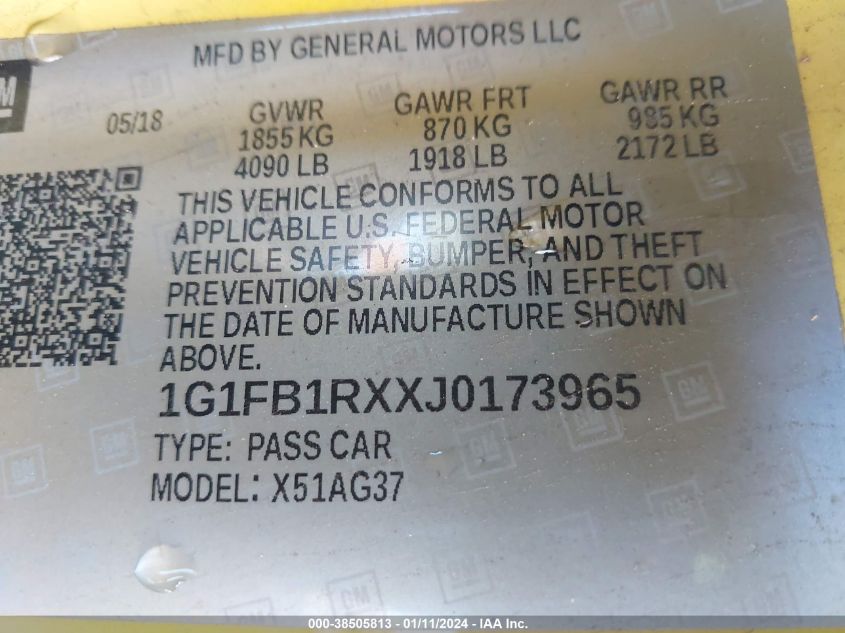 MFD BY GENERAL MOTORS LLC
GM
05/18
GVWR GAWR FRT GAWR RR
1855 KG 870 KG 985 KG
4090 LB 1918 LB 2172 LB
THIS VEHICLE CONFORMS TO ALL
APPLICABLE U.S. FEDERAL MOTOR
VEHICLE SAFETY, BUMPER, AND THEFT
PREVENTION STANDARDS IN EFFECT ON
THE DATE OF MANUFACTURE SHOWN
ABOVE.
1G1FB1RXXJ0173965
TYPE: PASS CAR
MODEL: X51AG37
000-38505813 - 01/11/2024 - IAA Inc.